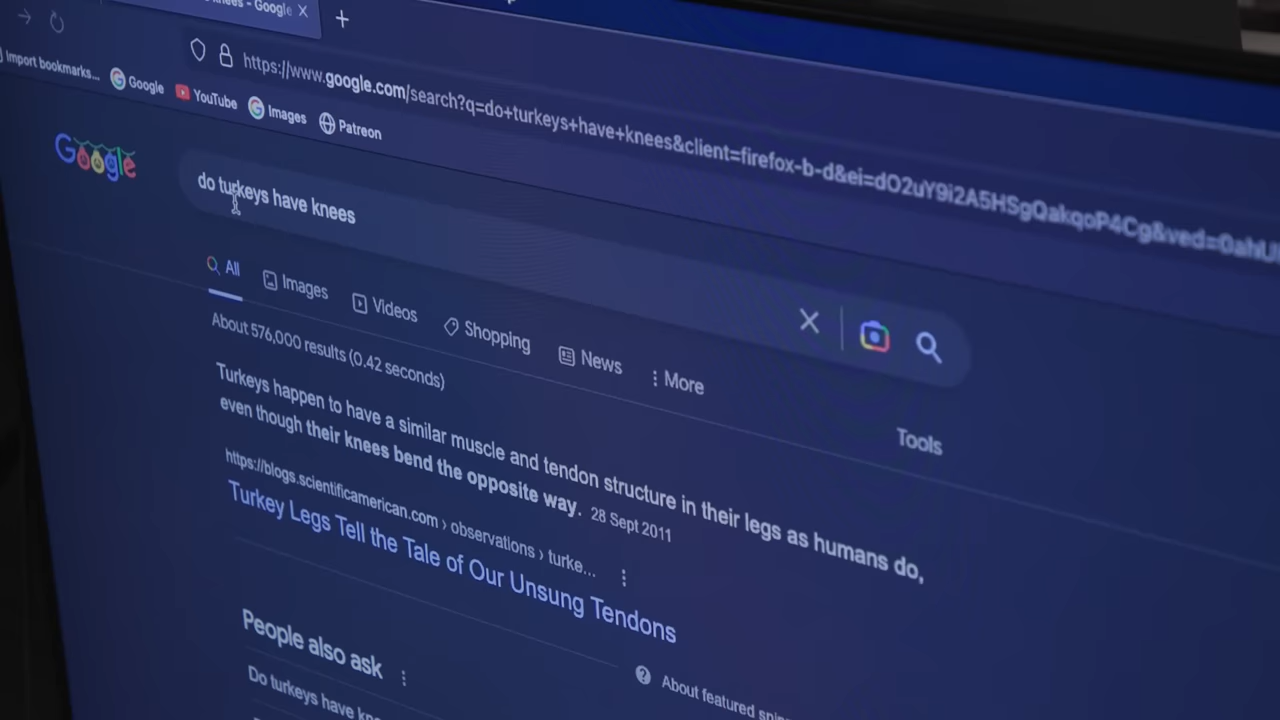 - Google
Import bookmarks...
Google
YouTube
Images
Patreon
https://www.google.com/search?q=do+turkeys+have+knees&client=firefox-b-d&ei=dO2uY9i2A5HSgQakqoP4Cg&ved=0ahU
Google
do turkeys have knees
All
Images
Videos
Shopping
News
More
Tools
About 576,000 results (0.42 seconds)
Turkeys happen to have a similar muscle and tendon structure in their legs as humans do,
even though their knees bend the opposite way. 28 Sept 2011
https://blogs.scientificamerican.com › observations › turke...
Turkey Legs Tell the Tale of Our Unsung Tendons
About featured
People also ask
Do turkeys have